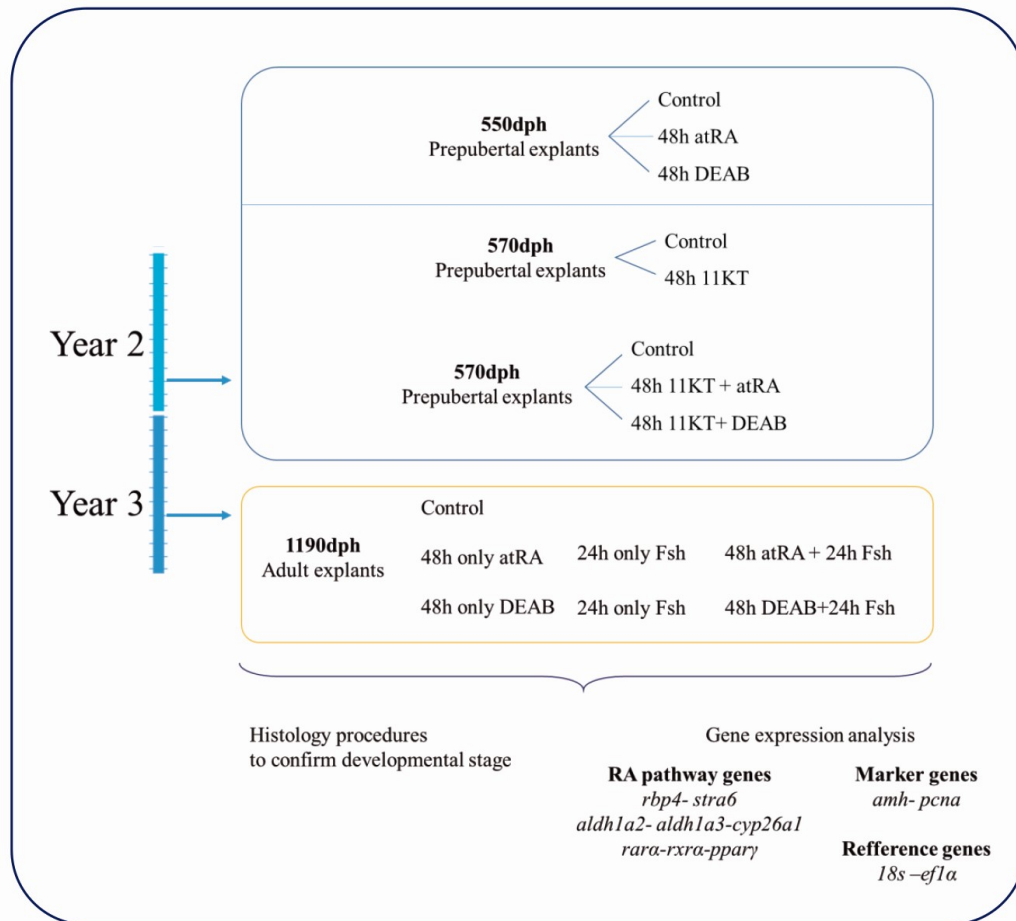 550dph
Prepubertal explants
Control
48h atRA
48h DEAB
570dph
Prepubertal explants
Control
48h 11KT
Year 2
570dph
Prepubertal explants
Control
48h 11KT + atRA
48h 11KT+ DEAB
Year 3
1190dph
Adult explants
Control
48h only atRA
24h only Fsh
48h atRA + 24h Fsh
48h only DEAB
24h only Fsh
48h DEAB+24h Fsh
Histology procedures
to confirm developmental stage
Gene expression analysis
RA pathway genes
rbp4- stra6
aldh1a2- aldh1a3-cyp26a1
rarα-rxrα-pparγ
Marker genes
amh- pcna
Refference genes
18s –ef1α